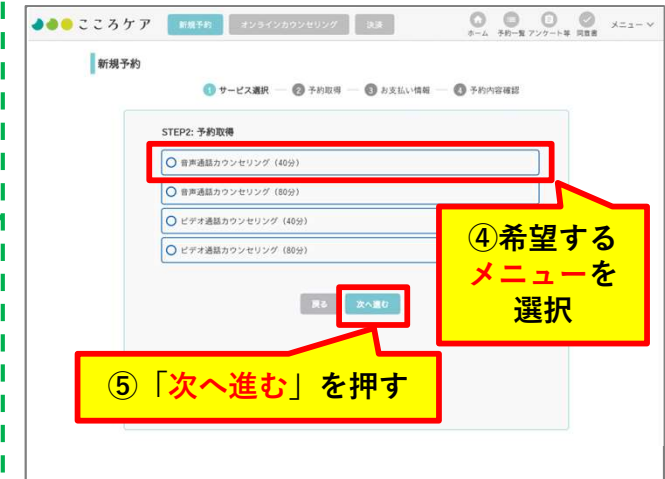 こころケア
新規予約
オンラインカウンセリング
決済
ホーム 予約一覧 アンケート等 同意書
メニュー
新規予約
1 サービス選択 — 2 予約取得 — 3 お支払い情報 — 4 予約内容確認
STEP2: 予約取得
音声通話カウンセリング（40分）
音声通話カウンセリング（80分）
ビデオ通話カウンセリング（40分）
ビデオ通話カウンセリング（80分）
戻る
次へ進む
④希望する
メニューを
選択
⑤「次へ進む」を押す